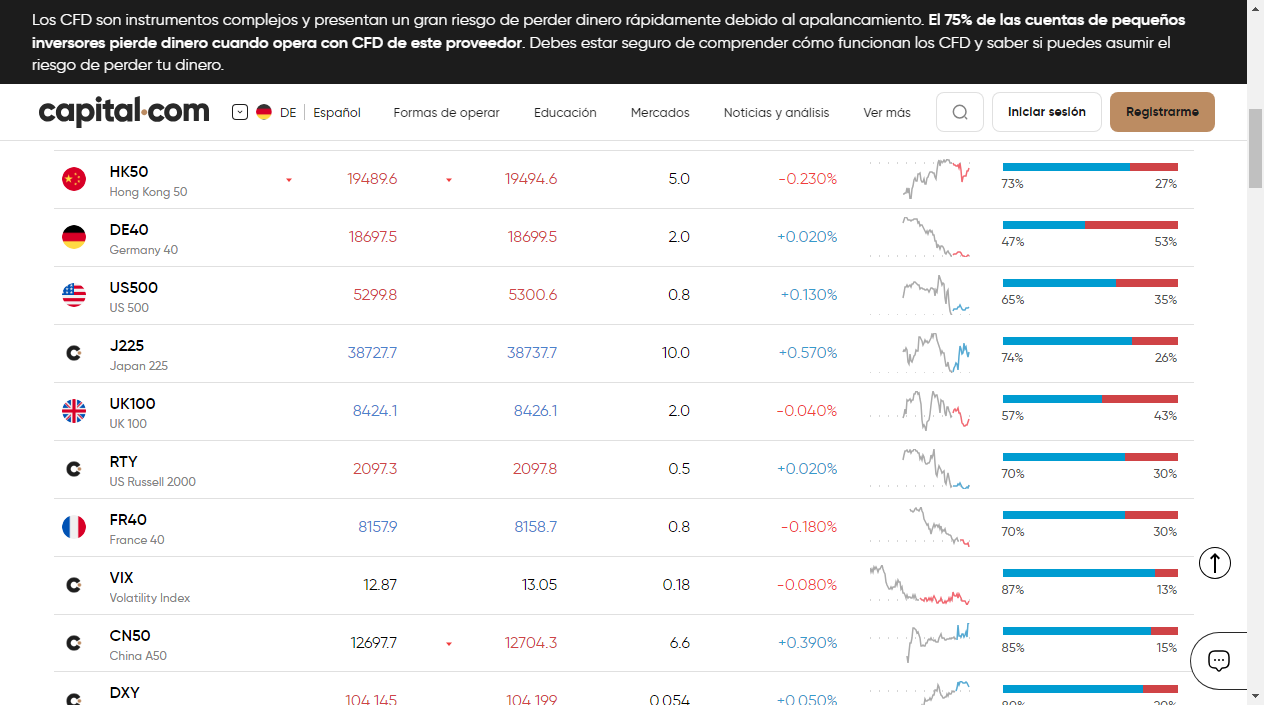 Los CFD son instrumentos complejos y presentan un gran riesgo de perder dinero rápidamente debido al apalancamiento. El 75% de las cuentas de pequeños
inversores pierde dinero cuando opera con CFD de este proveedor. Debes estar seguro de comprender cómo funcionan los CFD y saber si puedes asumir el
riesgo de perder tu dinero.
capital.com DE Español Formas de operar Educación Mercados Noticias y análisis Ver más Iniciar sesión Registrarme
HK50 19489.6 19494.6 5.0 -0.230%
Hong Kong 50 73% 27%
DE40 18697.5 18699.5 2.0 +0.020%
Germany 40 47% 53%
US500 5299.8 5300.6 0.8 +0.130%
US 500 65% 35%
J225 38727.7 38737.7 10.0 +0.570%
Japan 225 74% 26%
UK100 8424.1 8426.1 2.0 -0.040%
UK 100 57% 43%
RTY 2097.3 2097.8 0.5 +0.020%
US Russell 2000 70% 30%
FR40 8157.9 8158.7 0.8 -0.180%
France 40 70% 30%
VIX 12.87 13.05 0.18 -0.080%
Volatility Index 87% 13%
CN50 12697.7 12704.3 6.6 +0.390%
China A50 85% 15%
DXY 104.145 104.199 0.054 +0.050%